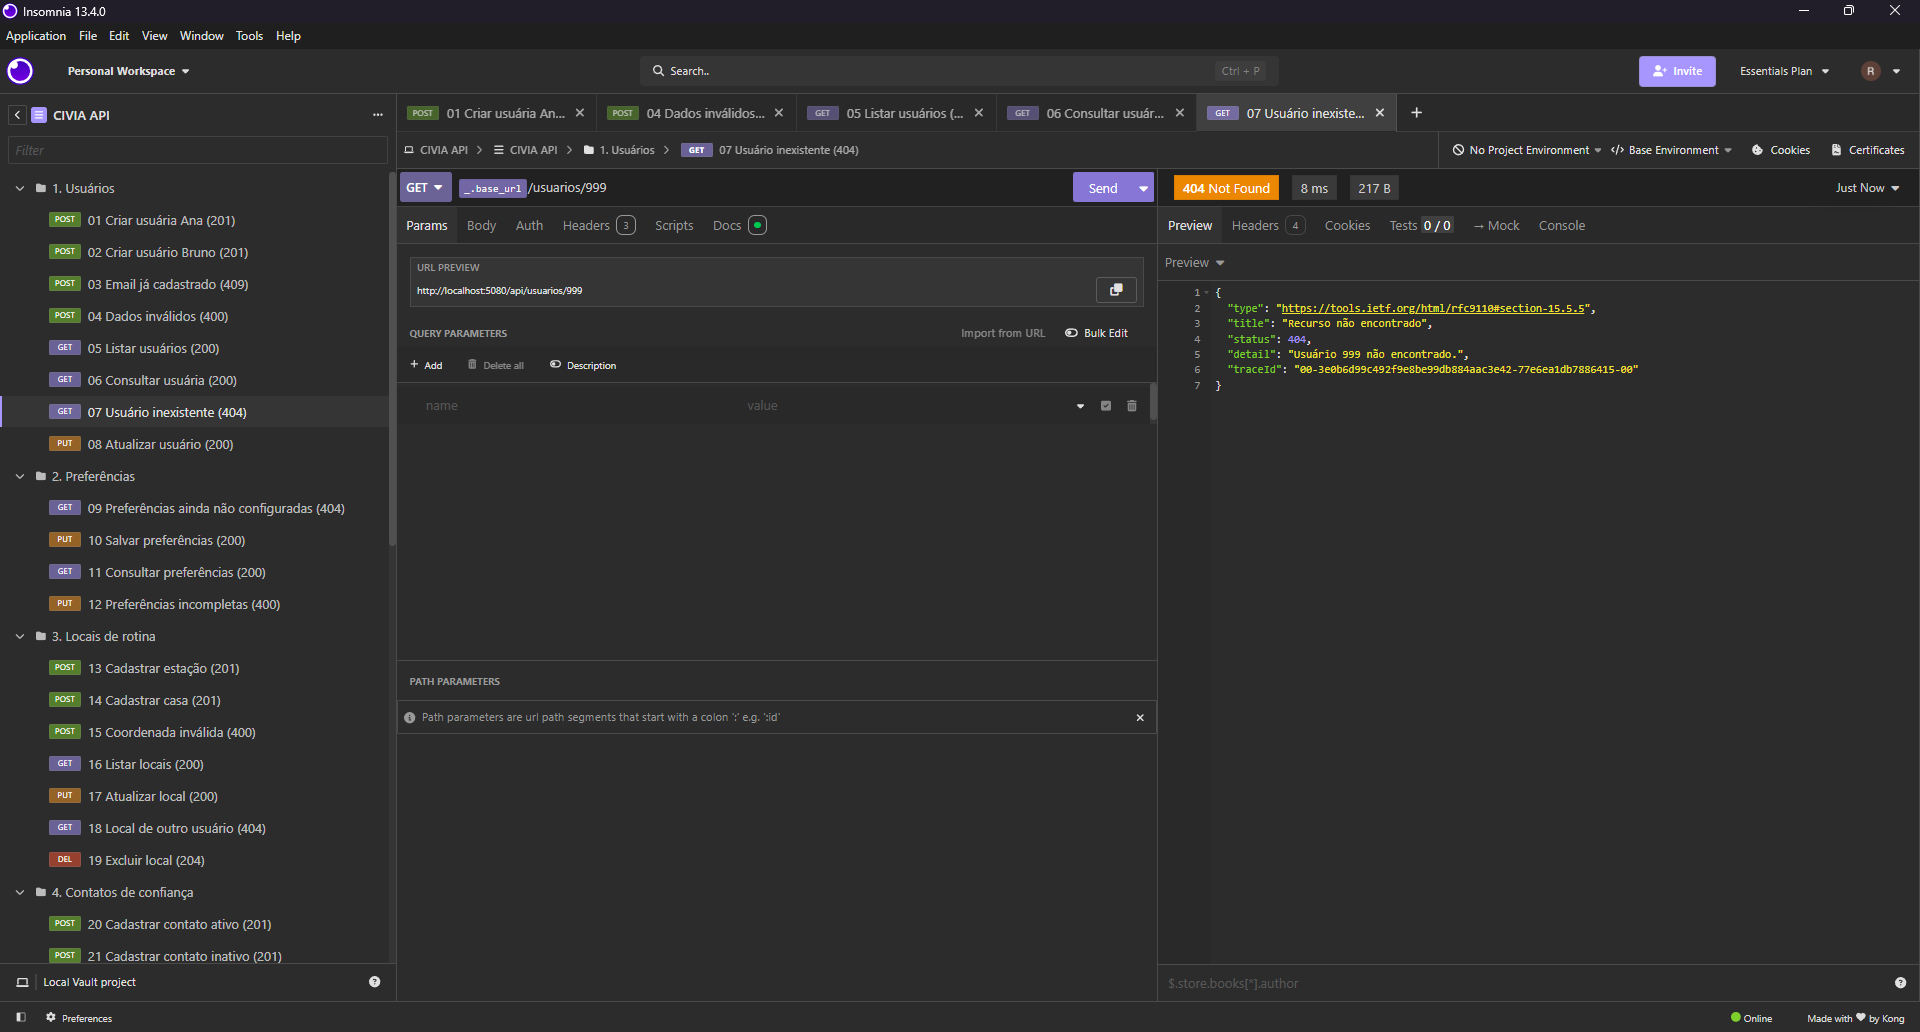 Insomnia 13.4.0
Application File Edit View Window Tools Help
Personal Workspace
Search..
Ctrl + P
Invite
Essentials Plan
R
CIVIA API
Filter
1. Usuários
POST 01 Criar usuária Ana (201)
POST 02 Criar usuário Bruno (201)
POST 03 Email já cadastrado (409)
POST 04 Dados inválidos (400)
GET 05 Listar usuários (200)
GET 06 Consultar usuária (200)
GET 07 Usuário inexistente (404)
PUT 08 Atualizar usuário (200)
2. Preferências
GET 09 Preferências ainda não configuradas (404)
PUT 10 Salvar preferências (200)
GET 11 Consultar preferências (200)
PUT 12 Preferências incompletas (400)
3. Locais de rotina
POST 13 Cadastrar estação (201)
POST 14 Cadastrar casa (201)
POST 15 Coordenada inválida (400)
GET 16 Listar locais (200)
PUT 17 Atualizar local (200)
GET 18 Local de outro usuário (404)
DEL 19 Excluir local (204)
4. Contatos de confiança
POST 20 Cadastrar contato ativo (201)
POST 21 Cadastrar contato inativo (201)
Local Vault project
Preferences
POST 01 Criar usuária An...
POST 04 Dados inválidos...
GET 05 Listar usuários (...
GET 06 Consultar usuár...
GET 07 Usuário inexiste...
CIVIA API > CIVIA API > 1. Usuários > GET 07 Usuário inexistente (404)
No Project Environment
Base Environment
Cookies
Certificates
GET _.base_url /usuarios/999
Send
Params Body Auth Headers 3 Scripts Docs
URL PREVIEW
http://localhost:5080/api/usuarios/999
QUERY PARAMETERS
Import from URL
Bulk Edit
+ Add
Delete all
Description
name value
PATH PARAMETERS
Path parameters are url path segments that start with a colon ':' e.g. ':id'
404 Not Found 8 ms 217 B
Just Now
Preview Headers 4 Cookies Tests 0 / 0 → Mock Console
Preview
1 {
2 "type": "https://tools.ietf.org/html/rfc9110#section-15.5.5",
3 "title": "Recurso não encontrado",
4 "status": 404,
5 "detail": "Usuário 999 não encontrado.",
6 "traceId": "00-3e0b6d99c492f9e8be99db884aac3e42-77e6ea1db7886415-00"
7 }
$.store.books[*].author
Online
Made with ♥ by Kong